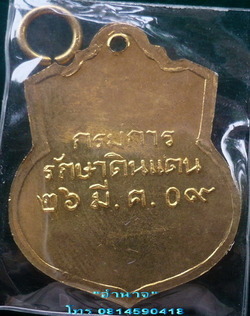 กรมการ
รักษาดินแดน
๒๖ มี. ค. ๐๙
"อำนาจ"
โทร 0814590418